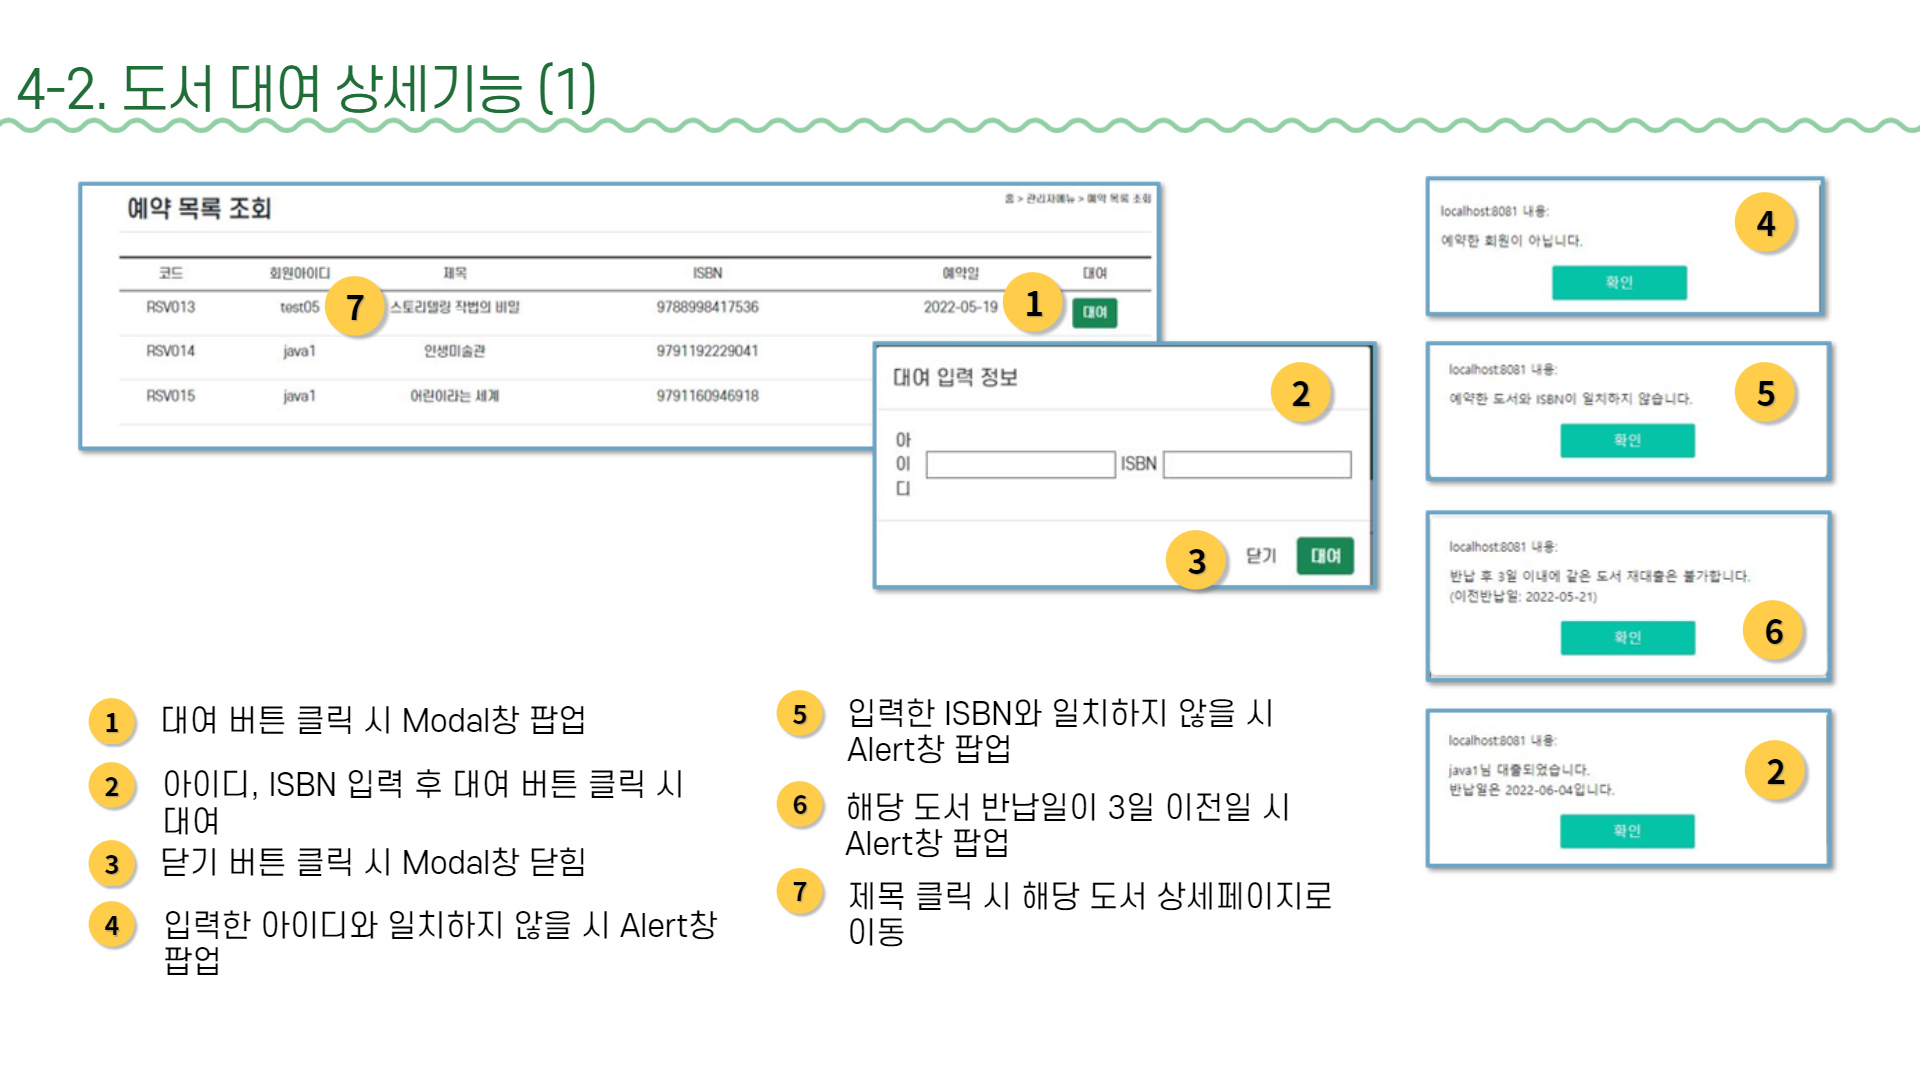 4-2. 도서 대여 상세기능 (1)
예약 목록 조회
홈 > 관리자메뉴 > 예약 목록 조회
코드 회원아이디 제목 ISBN 예약일 대여
RSV013 test05 7 스토리텔링 작법의 비밀 9788998417536 2022-05-19 1 대여
RSV014 java1 인생미술관 9791192229041
RSV015 java1 어린이라는 세계 9791160946918
대여 입력 정보
2
아이디 ISBN
3 닫기 대여
localhost:8081 내용:
4
예약한 회원이 아닙니다.
확인
localhost:8081 내용:
5
예약한 도서와 ISBN이 일치하지 않습니다.
확인
localhost:8081 내용:
반납 후 3일 이내에 같은 도서 재대출은 불가합니다.
(이전반납일: 2022-05-21)
확인
6
localhost:8081 내용:
2
java1님 대출되었습니다.
반납일은 2022-06-04입니다.
확인
1 대여 버튼 클릭 시 Modal창 팝업
2 아이디, ISBN 입력 후 대여 버튼 클릭 시
대여
3 닫기 버튼 클릭 시 Modal창 닫힘
4 입력한 아이디와 일치하지 않을 시 Alert창
팝업
5 입력한 ISBN와 일치하지 않을 시
Alert창 팝업
6 해당 도서 반납일이 3일 이전일 시
Alert창 팝업
7 제목 클릭 시 해당 도서 상세페이지로
이동